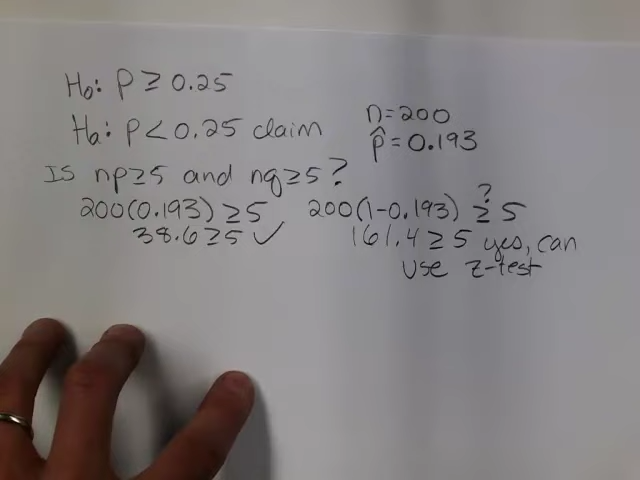 H₀: P ≥ 0.25
Ha: P < 0.25 claim
n=200
p̂ = 0.193
Is np≥5 and nq≥5?
200(0.193) ≥5
38.6≥5 ✓
200(1-0.193) ≥? 5
161.4 ≥ 5 yes, can
use z-test